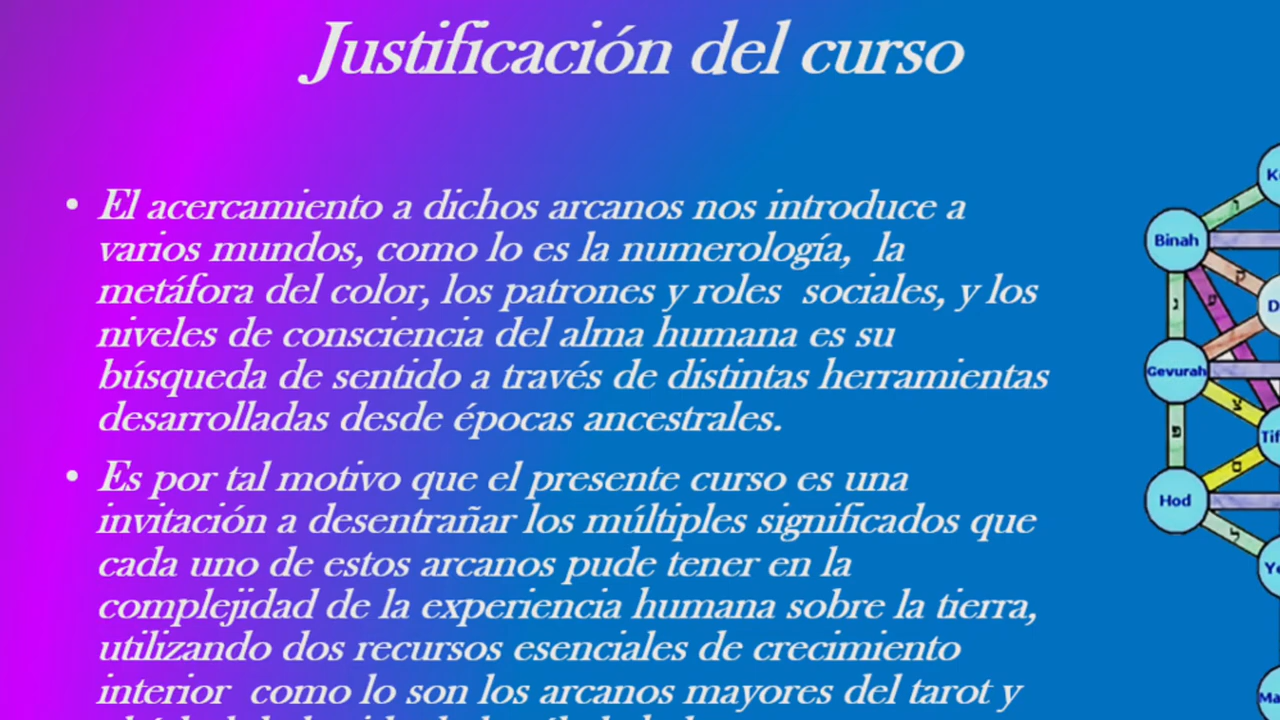 Justificación del curso
• El acercamiento a dichos arcanos nos introduce a
varios mundos, como lo es la numerología, la
metáfora del color, los patrones y roles sociales, y los
niveles de consciencia del alma humana es su
búsqueda de sentido a través de distintas herramientas
desarrolladas desde épocas ancestrales.
• Es por tal motivo que el presente curso es una
invitación a desentrañar los múltiples significados que
cada uno de estos arcanos pude tener en la
complejidad de la experiencia humana sobre la tierra,
utilizando dos recursos esenciales de crecimiento
interior como lo son los arcanos mayores del tarot y
Binah
Gevurah
Hod